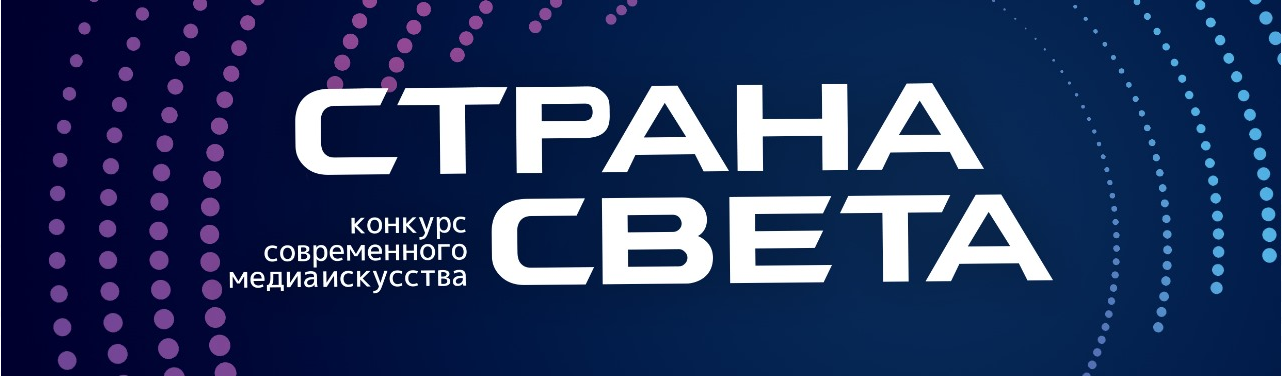 СТРАНА
СВЕТА
конкурс
современного
медиаискусства